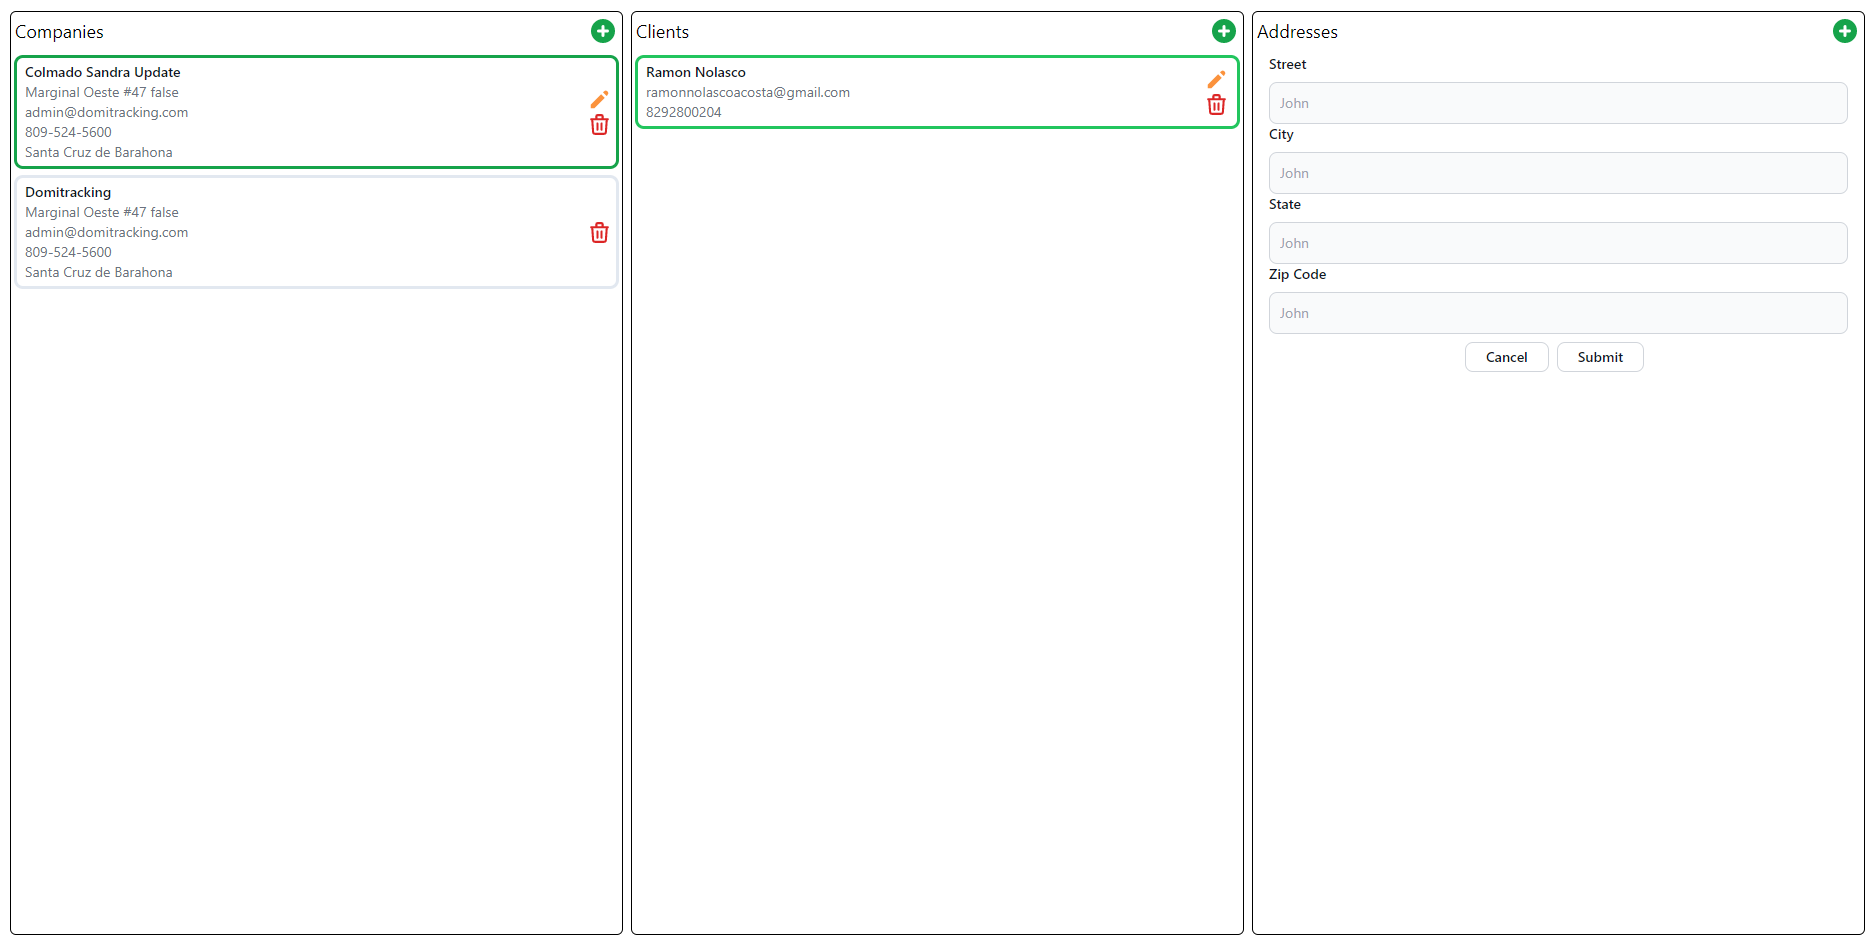 Companies
Colmado Sandra Update
Marginal Oeste #47 false
admin@domitracking.com
809-524-5600
Santa Cruz de Barahona
Domitracking
Marginal Oeste #47 false
admin@domitracking.com
809-524-5600
Santa Cruz de Barahona
Clients
Ramon Nolasco
ramonnolascoacosta@gmail.com
8292800204
Addresses
Street
John
City
John
State
John
Zip Code
John
Cancel
Submit